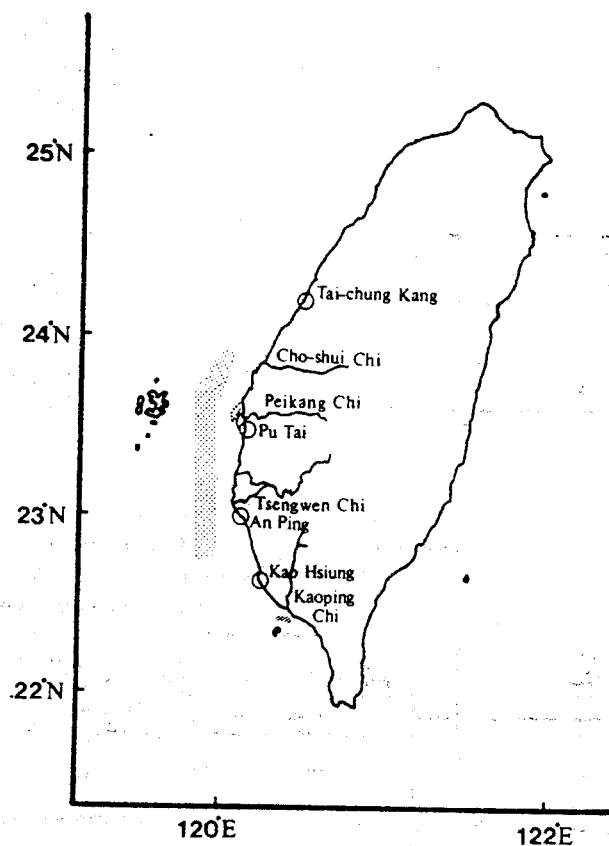 25°N
Tai-chung Kang
24°N
Cho-shui Chi
Peikang Chi
Pu Tai
Tsengwen Chi
23°N
An Ping
Kao Hsiung
Kaoping
Chi
22°N
120°E
122°E